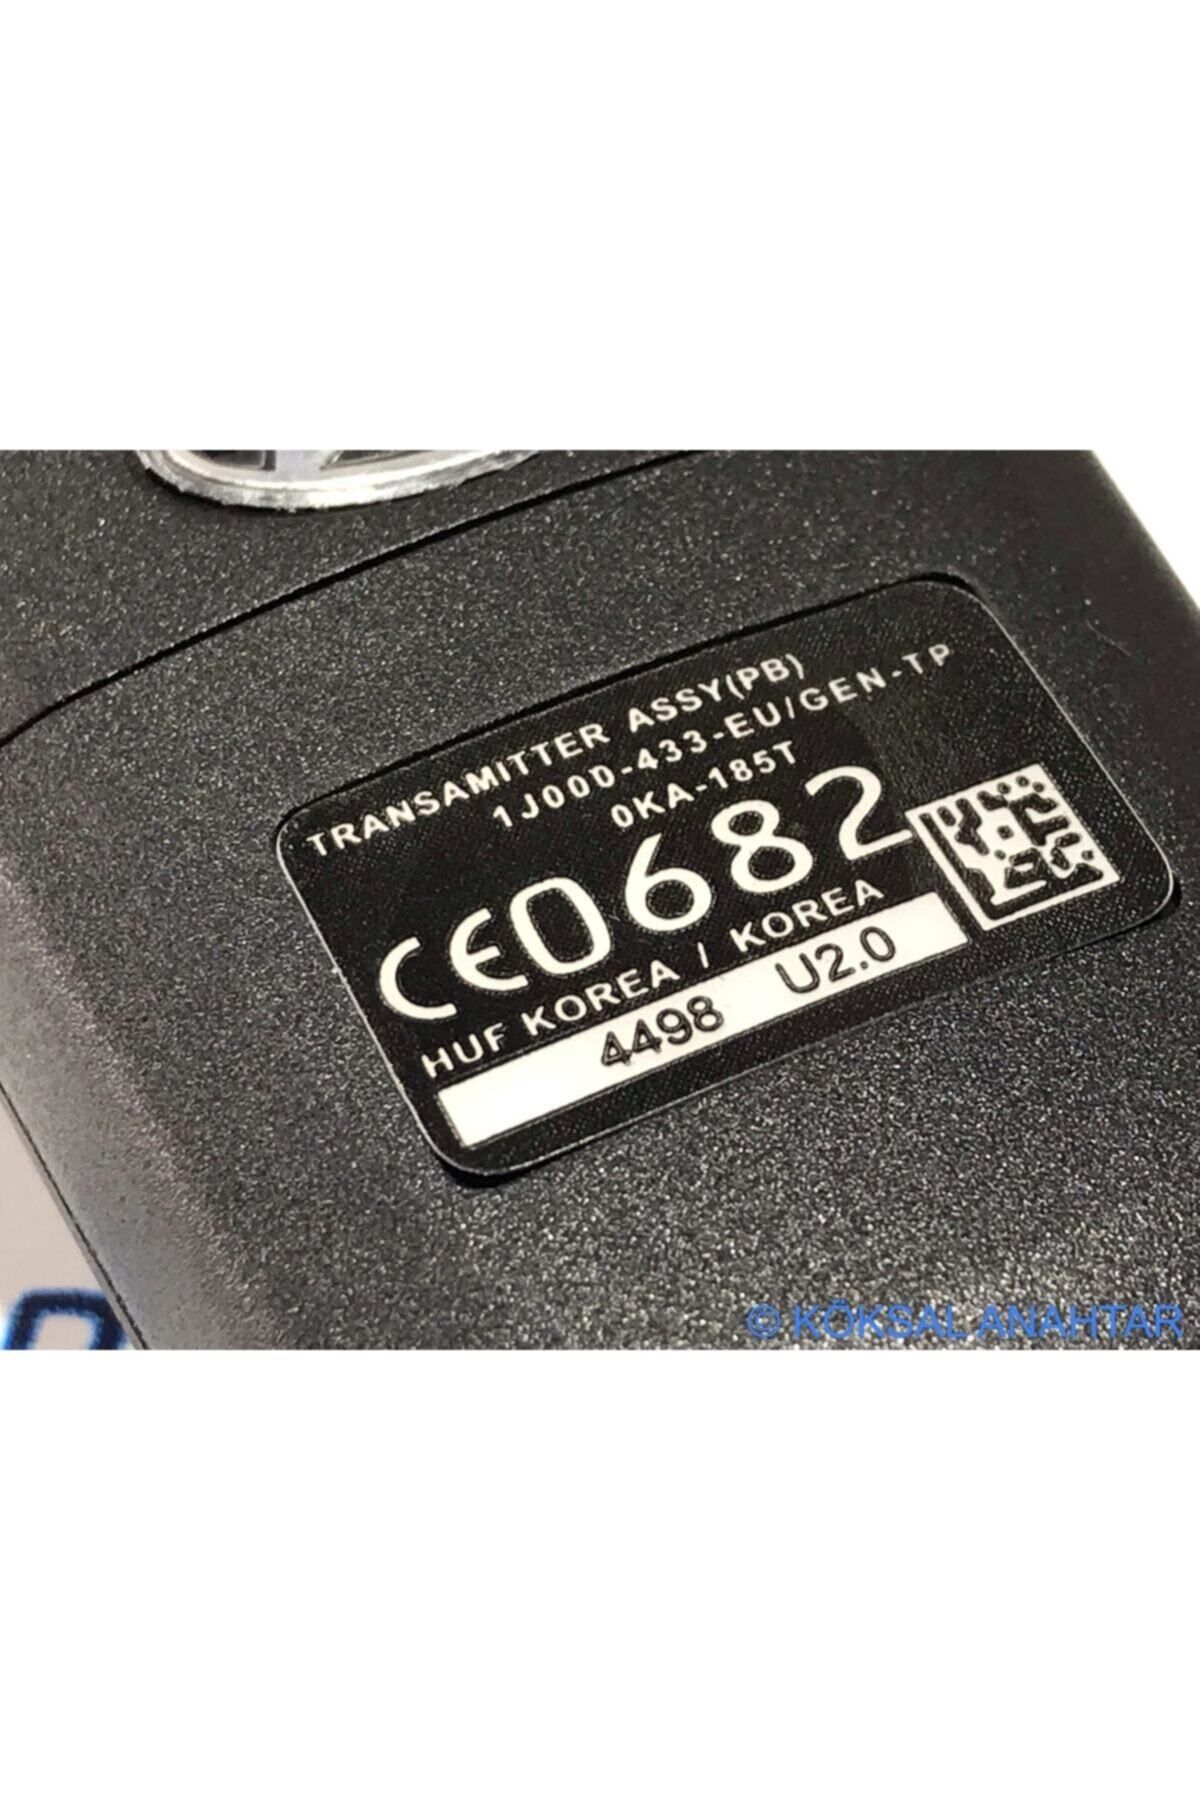 TRANSAMITTER ASSY(PB)
1J000-433-EU/GEN-TP
0KA-185T
CE0682
HUF KOREA / KOREA
4498 U2.0
© KÖKSAL ANAHTAR